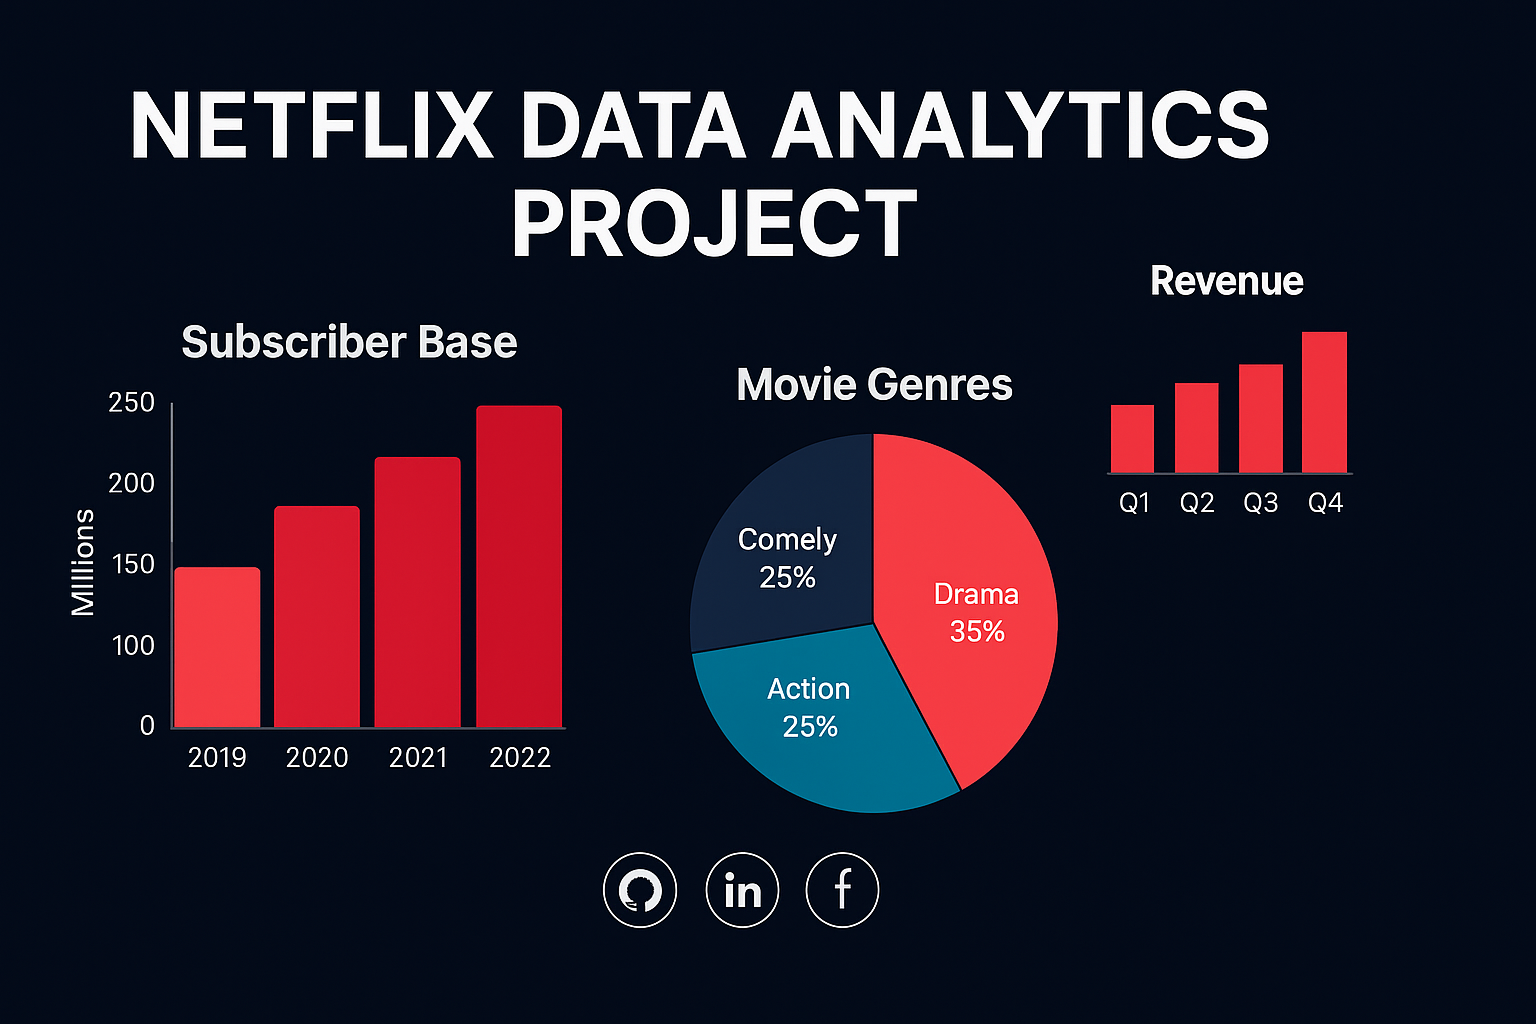 NETFLIX DATA ANALYTICS
PROJECT
Subscriber Base
250
200
150
100
0
MIllions
2019 2020 2021 2022
Movie Genres
Comely
25%
Drama
35%
Action
25%
Revenue
Q1 Q2 Q3 Q4
in
f